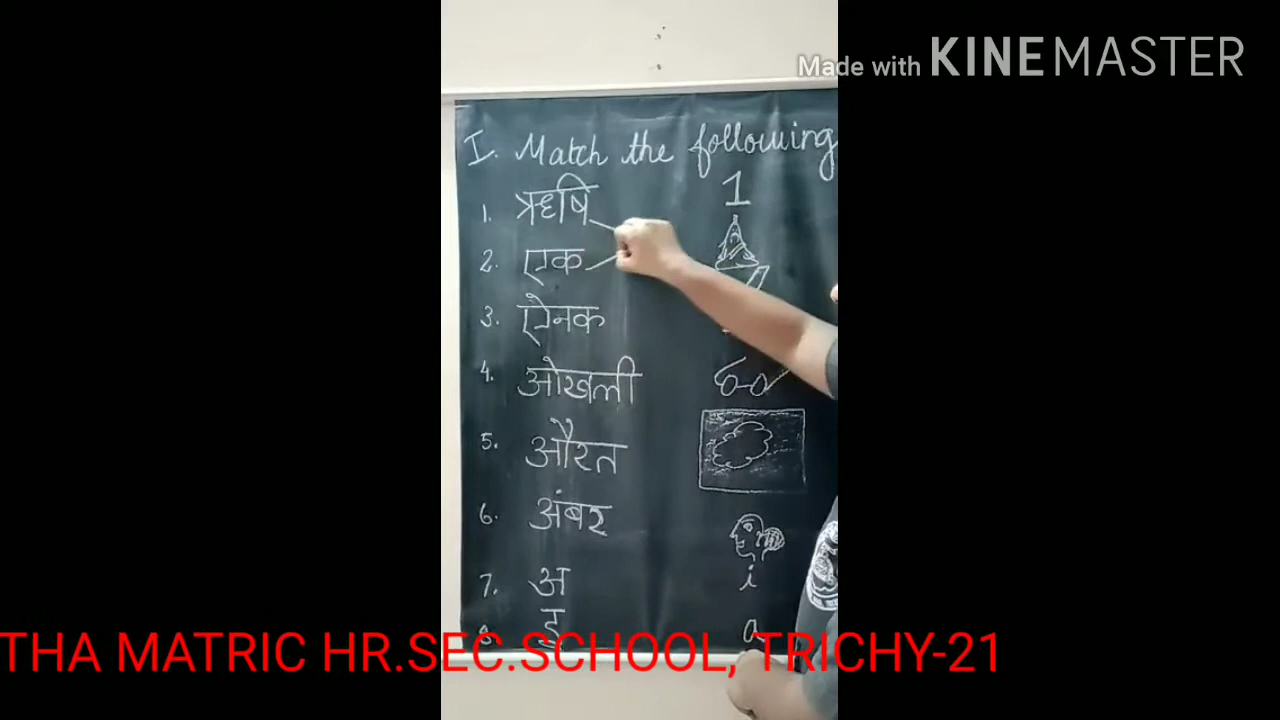 Made with KINEMASTER
I. Match the following
1. ऋषि 1
2. एक
3. ऐनक
4. ओखली
5. औरत
6. अंबर
7. अ i
8 इ a
THA MATRIC HR.SEC.SCHOOL, TRICHY-21